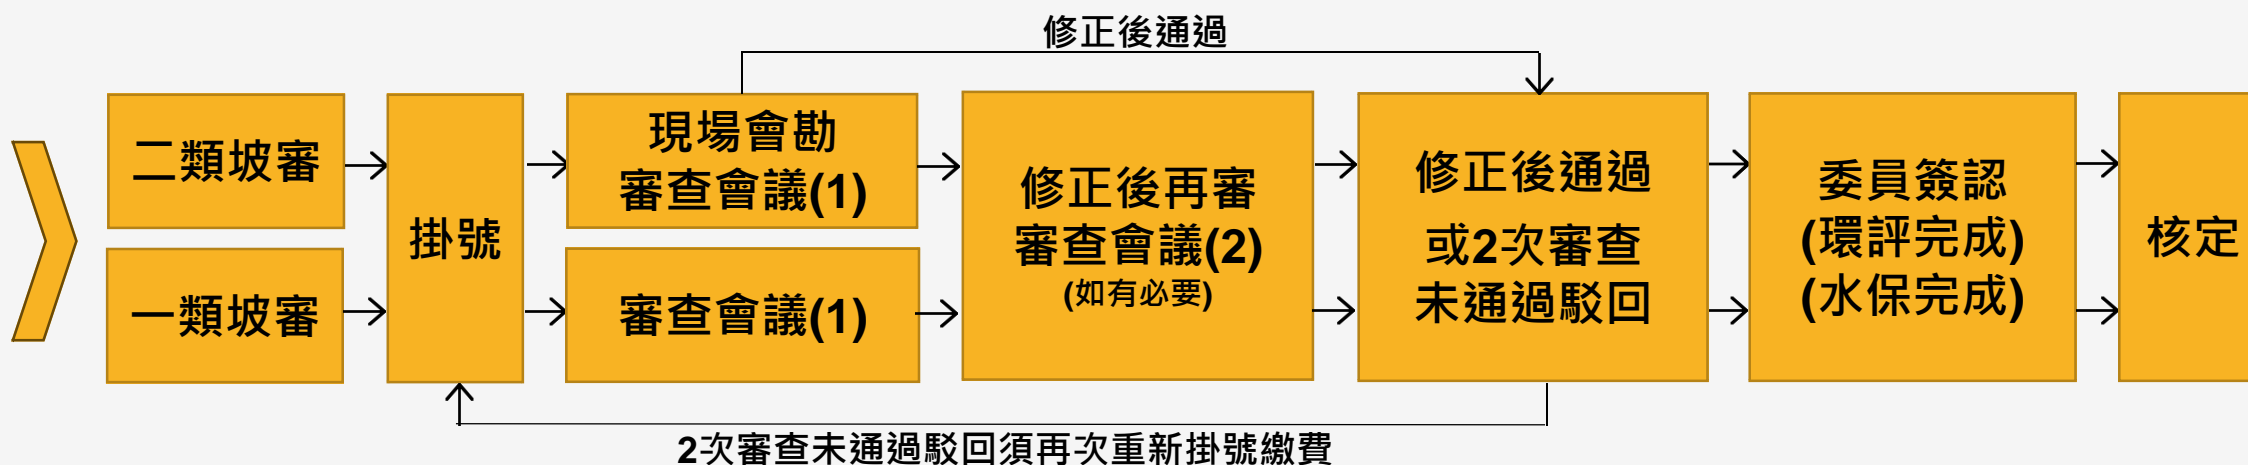 修正後通過
二類坡審
一類坡審
掛號
現場會勘
審查會議(1)
審查會議(1)
修正後再審
審查會議(2)
(如有必要)
修正後通過
或2次審查
未通過駁回
委員簽認
(環評完成)
(水保完成)
核定
2次審查未通過駁回須再次重新掛號繳費